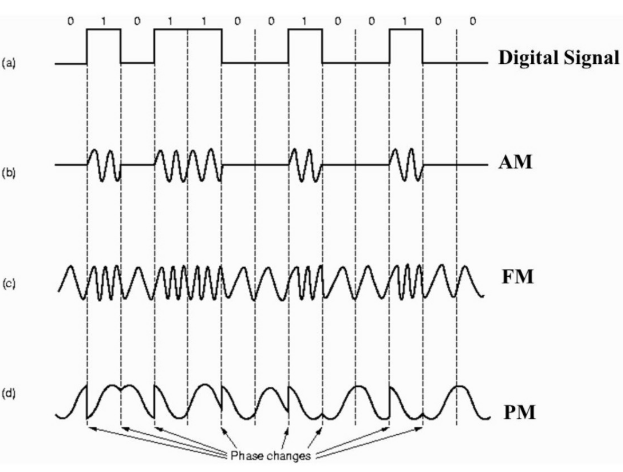 0 1 0 1 1 0 0 1 0 0 1 0 0
(a) Digital Signal
(b) AM
(c) FM
(d) PM
Phase changes